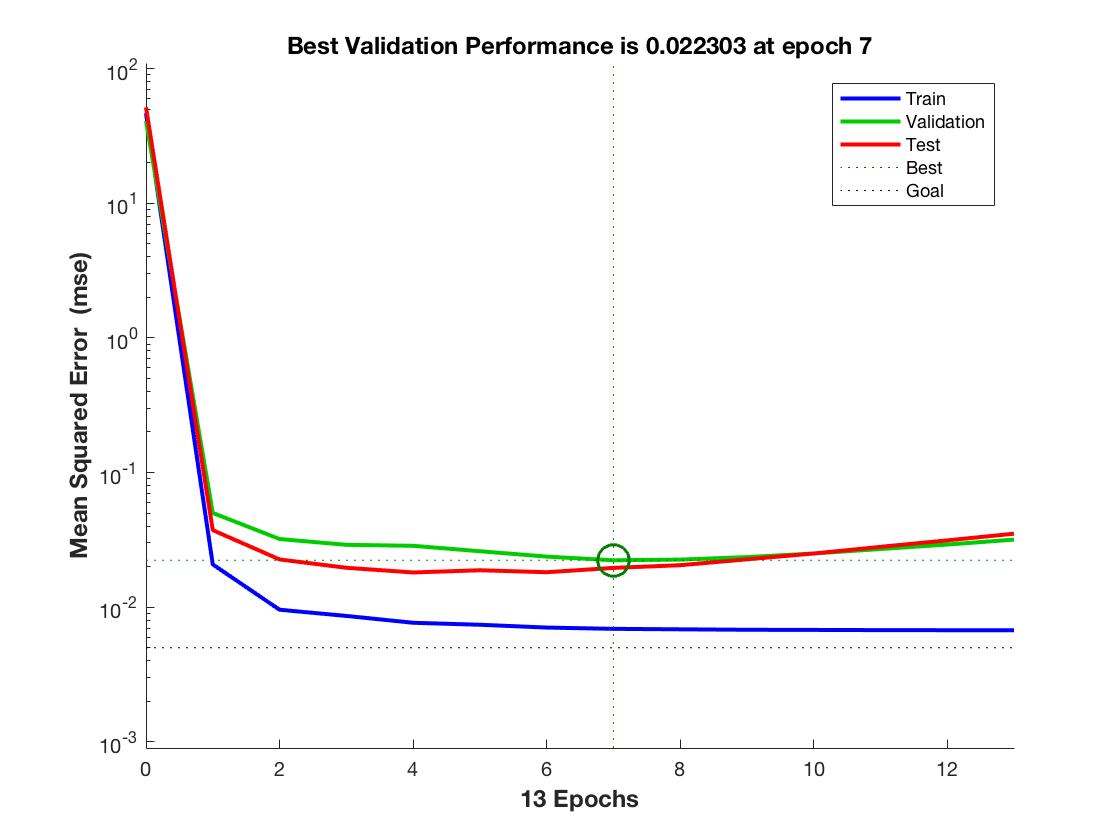 Best Validation Performance is 0.022303 at epoch 7
Train
Validation
Test
Best
Goal
Mean Squared Error (mse)
10^2
10^1
10^0
10^-1
10^-2
10^-3
0 2 4 6 8 10 12
13 Epochs